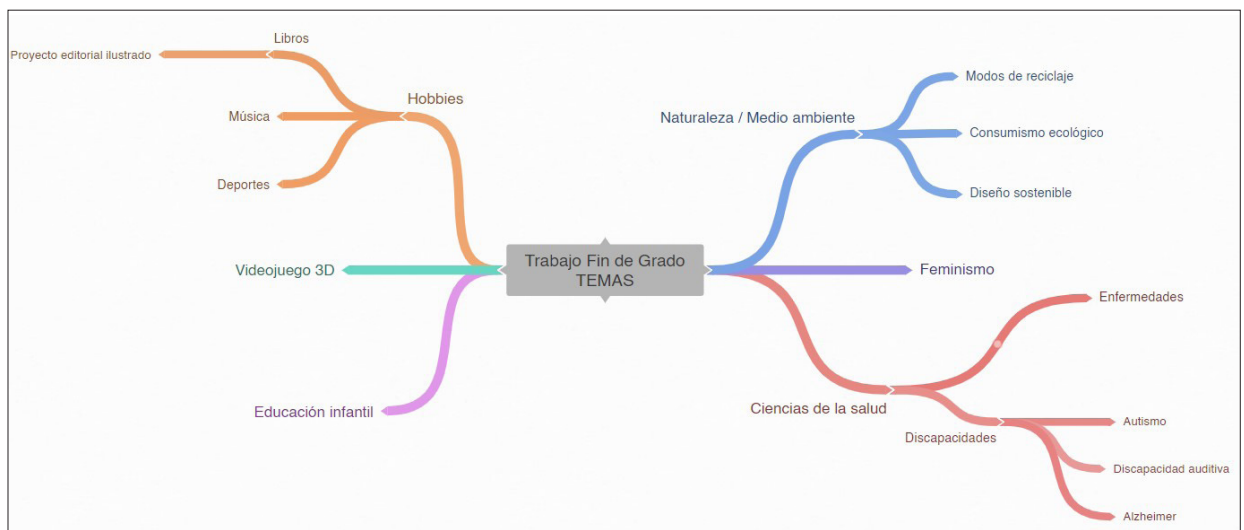 Trabajo Fin de Grado
TEMAS
Hobbies
Libros
Proyecto editorial ilustrado
Música
Deportes
Videojuego 3D
Educación infantil
Naturaleza / Medio ambiente
Modos de reciclaje
Consumismo ecológico
Diseño sostenible
Feminismo
Ciencias de la salud
Enfermedades
Discapacidades
Autismo
Discapacidad auditiva
Alzheimer